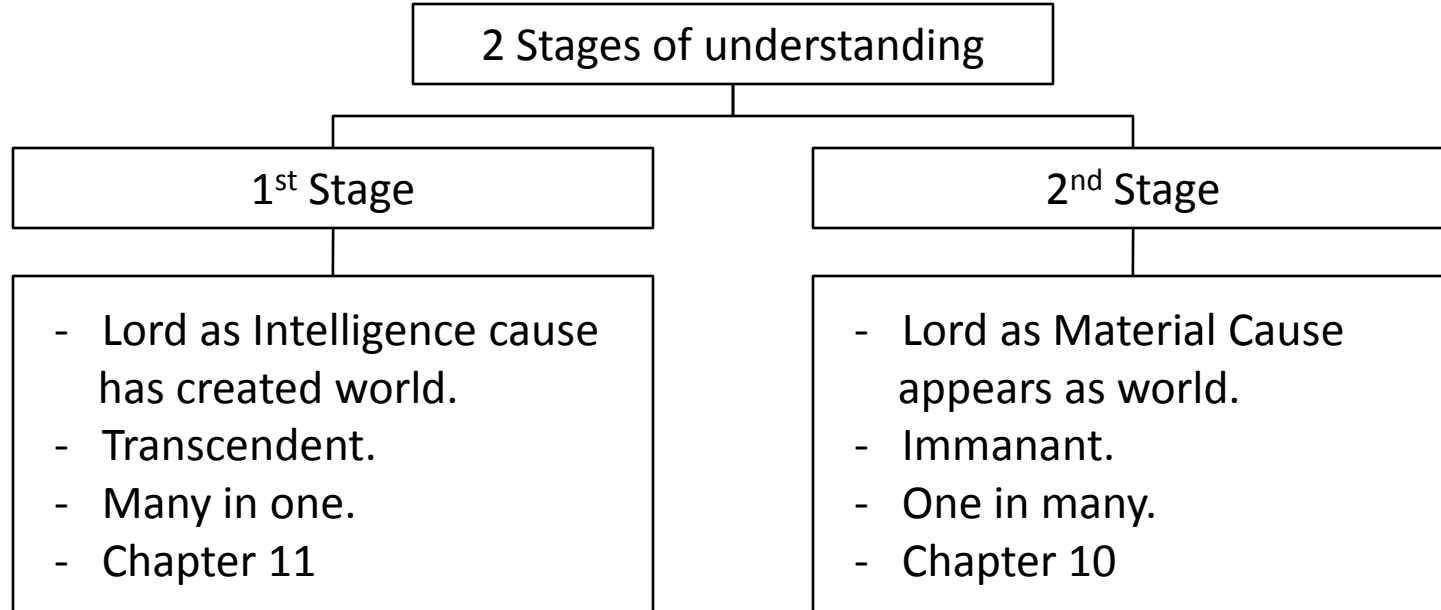 2 Stages of understanding
1st Stage
- Lord as Intelligence cause
has created world.
- Transcendent.
- Many in one.
- Chapter 11
2nd Stage
- Lord as Material Cause
appears as world.
- Immanant.
- One in many.
- Chapter 10